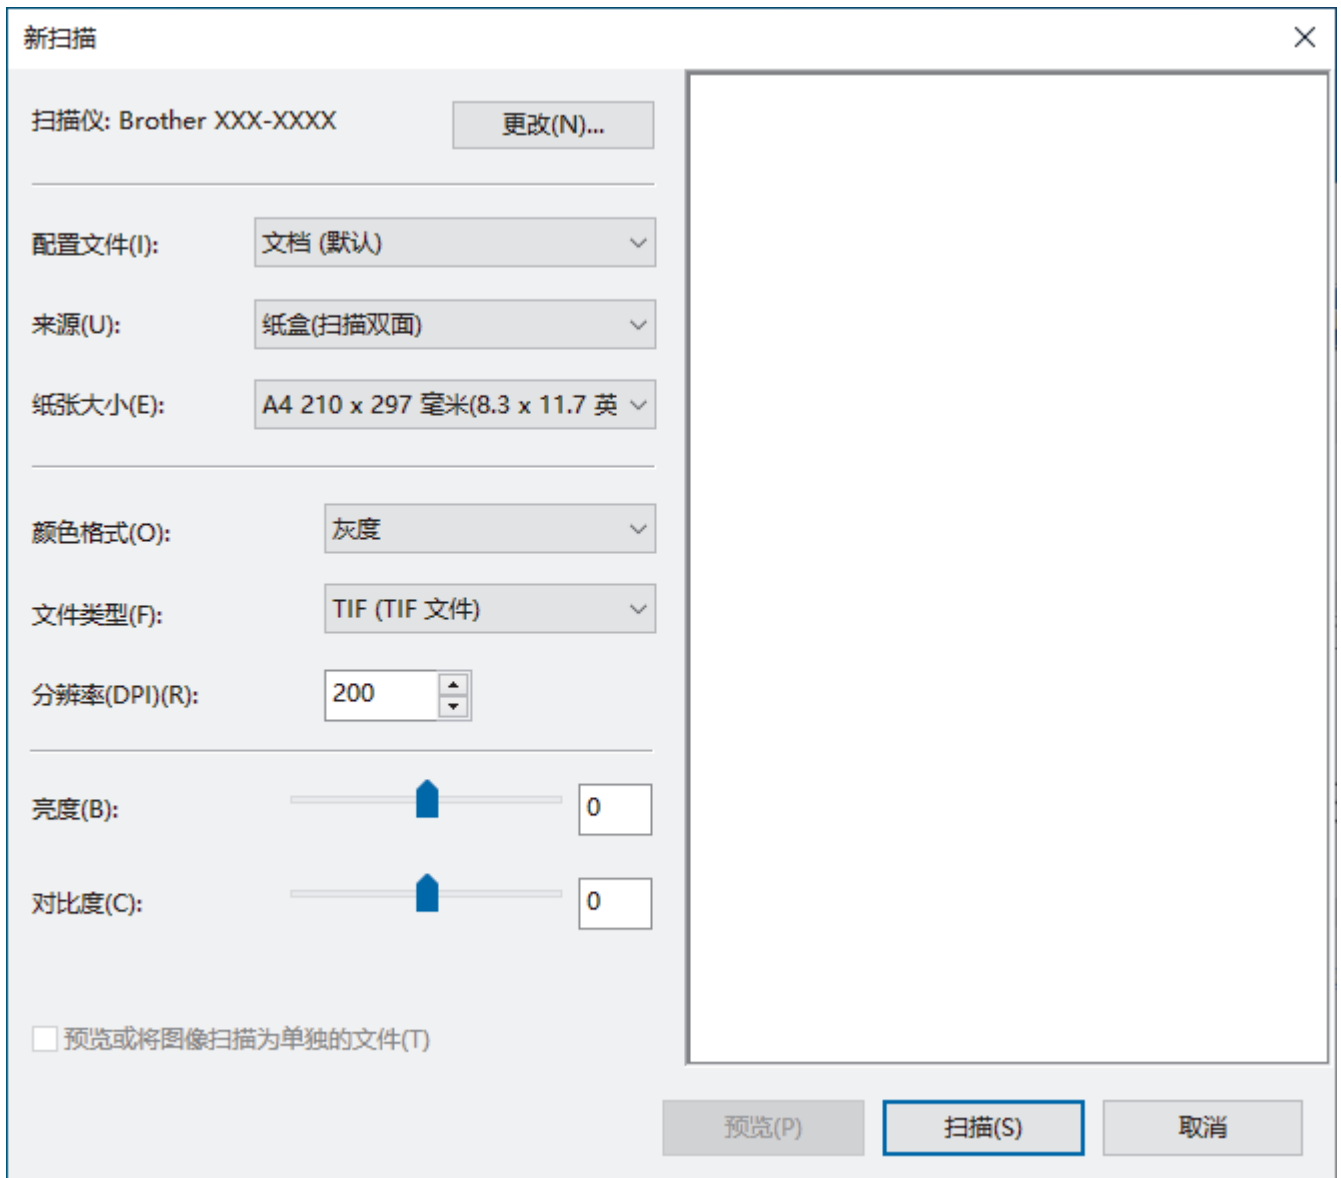 新扫描
扫描仪: Brother XXX-XXXX
更改(N)...
配置文件(I):
文档 (默认)
来源(U):
纸盒(扫描双面)
纸张大小(E):
A4 210 x 297 毫米(8.3 x 11.7 英
颜色格式(O):
灰度
文件类型(F):
TIF (TIF 文件)
分辨率(DPI)(R):
200
亮度(B):
0
对比度(C):
0
预览或将图像扫描为单独的文件(T)
预览(P)
扫描(S)
取消